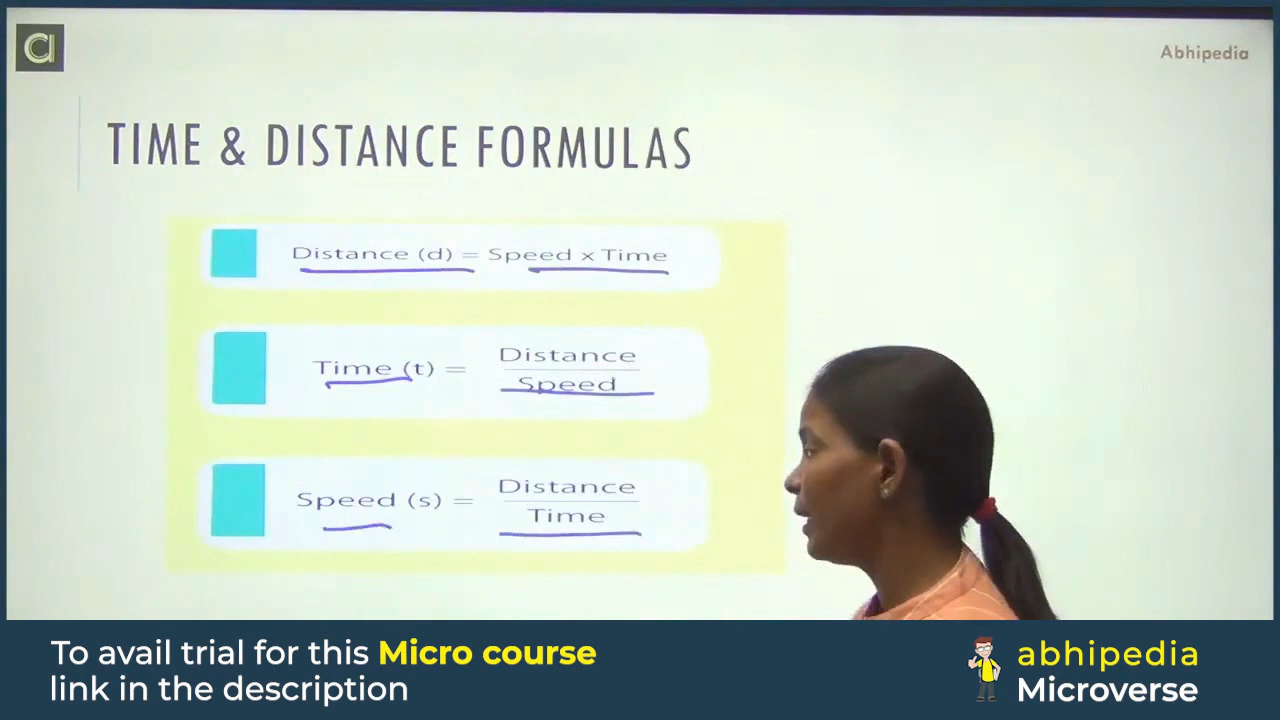 Abhipedia
TIME & DISTANCE FORMULAS
Distance (d) = Speed x Time
Time (t) = Distance
Speed
Speed (s) = Distance
Time
To avail trial for this Micro course
link in the description
abhipedia
Microverse